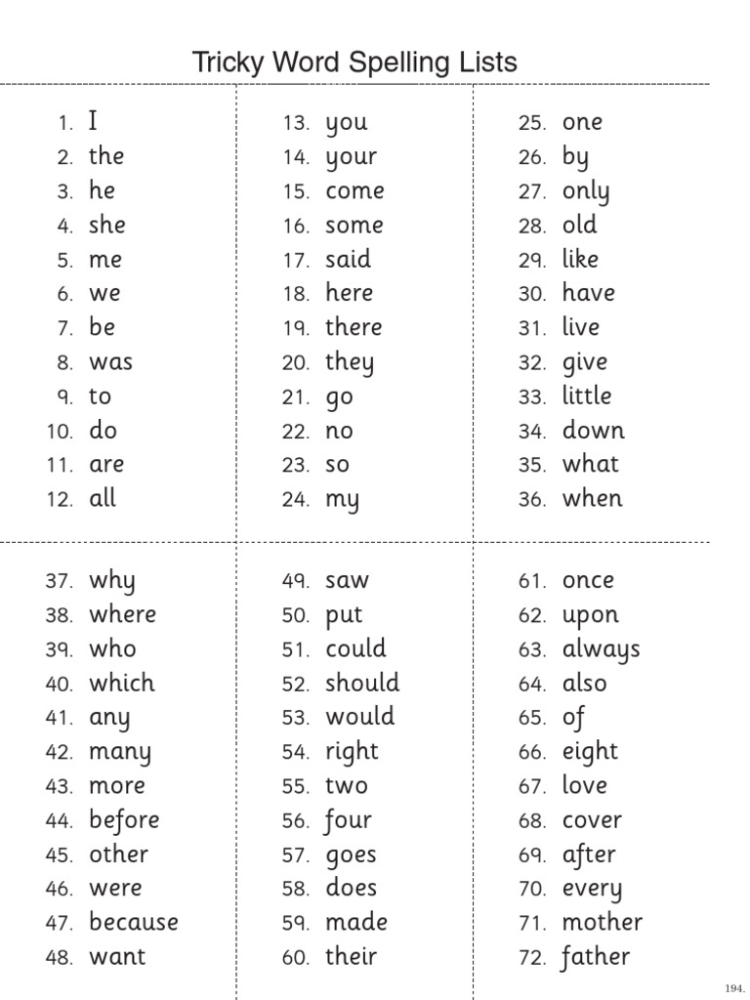 Tricky Word Spelling Lists
1. I
2. the
3. he
4. she
5. me
6. we
7. be
8. was
9. to
10. do
11. are
12. all
13. you
14. your
15. come
16. some
17. said
18. here
19. there
20. they
21. go
22. no
23. so
24. my
25. one
26. by
27. only
28. old
29. like
30. have
31. live
32. give
33. little
34. down
35. what
36. when
37. why
38. where
39. who
40. which
41. any
42. many
43. more
44. before
45. other
46. were
47. because
48. want
49. saw
50. put
51. could
52. should
53. would
54. right
55. two
56. four
57. goes
58. does
59. made
60. their
61. once
62. upon
63. always
64. also
65. of
66. eight
67. love
68. cover
69. after
70. every
71. mother
72. father
194.